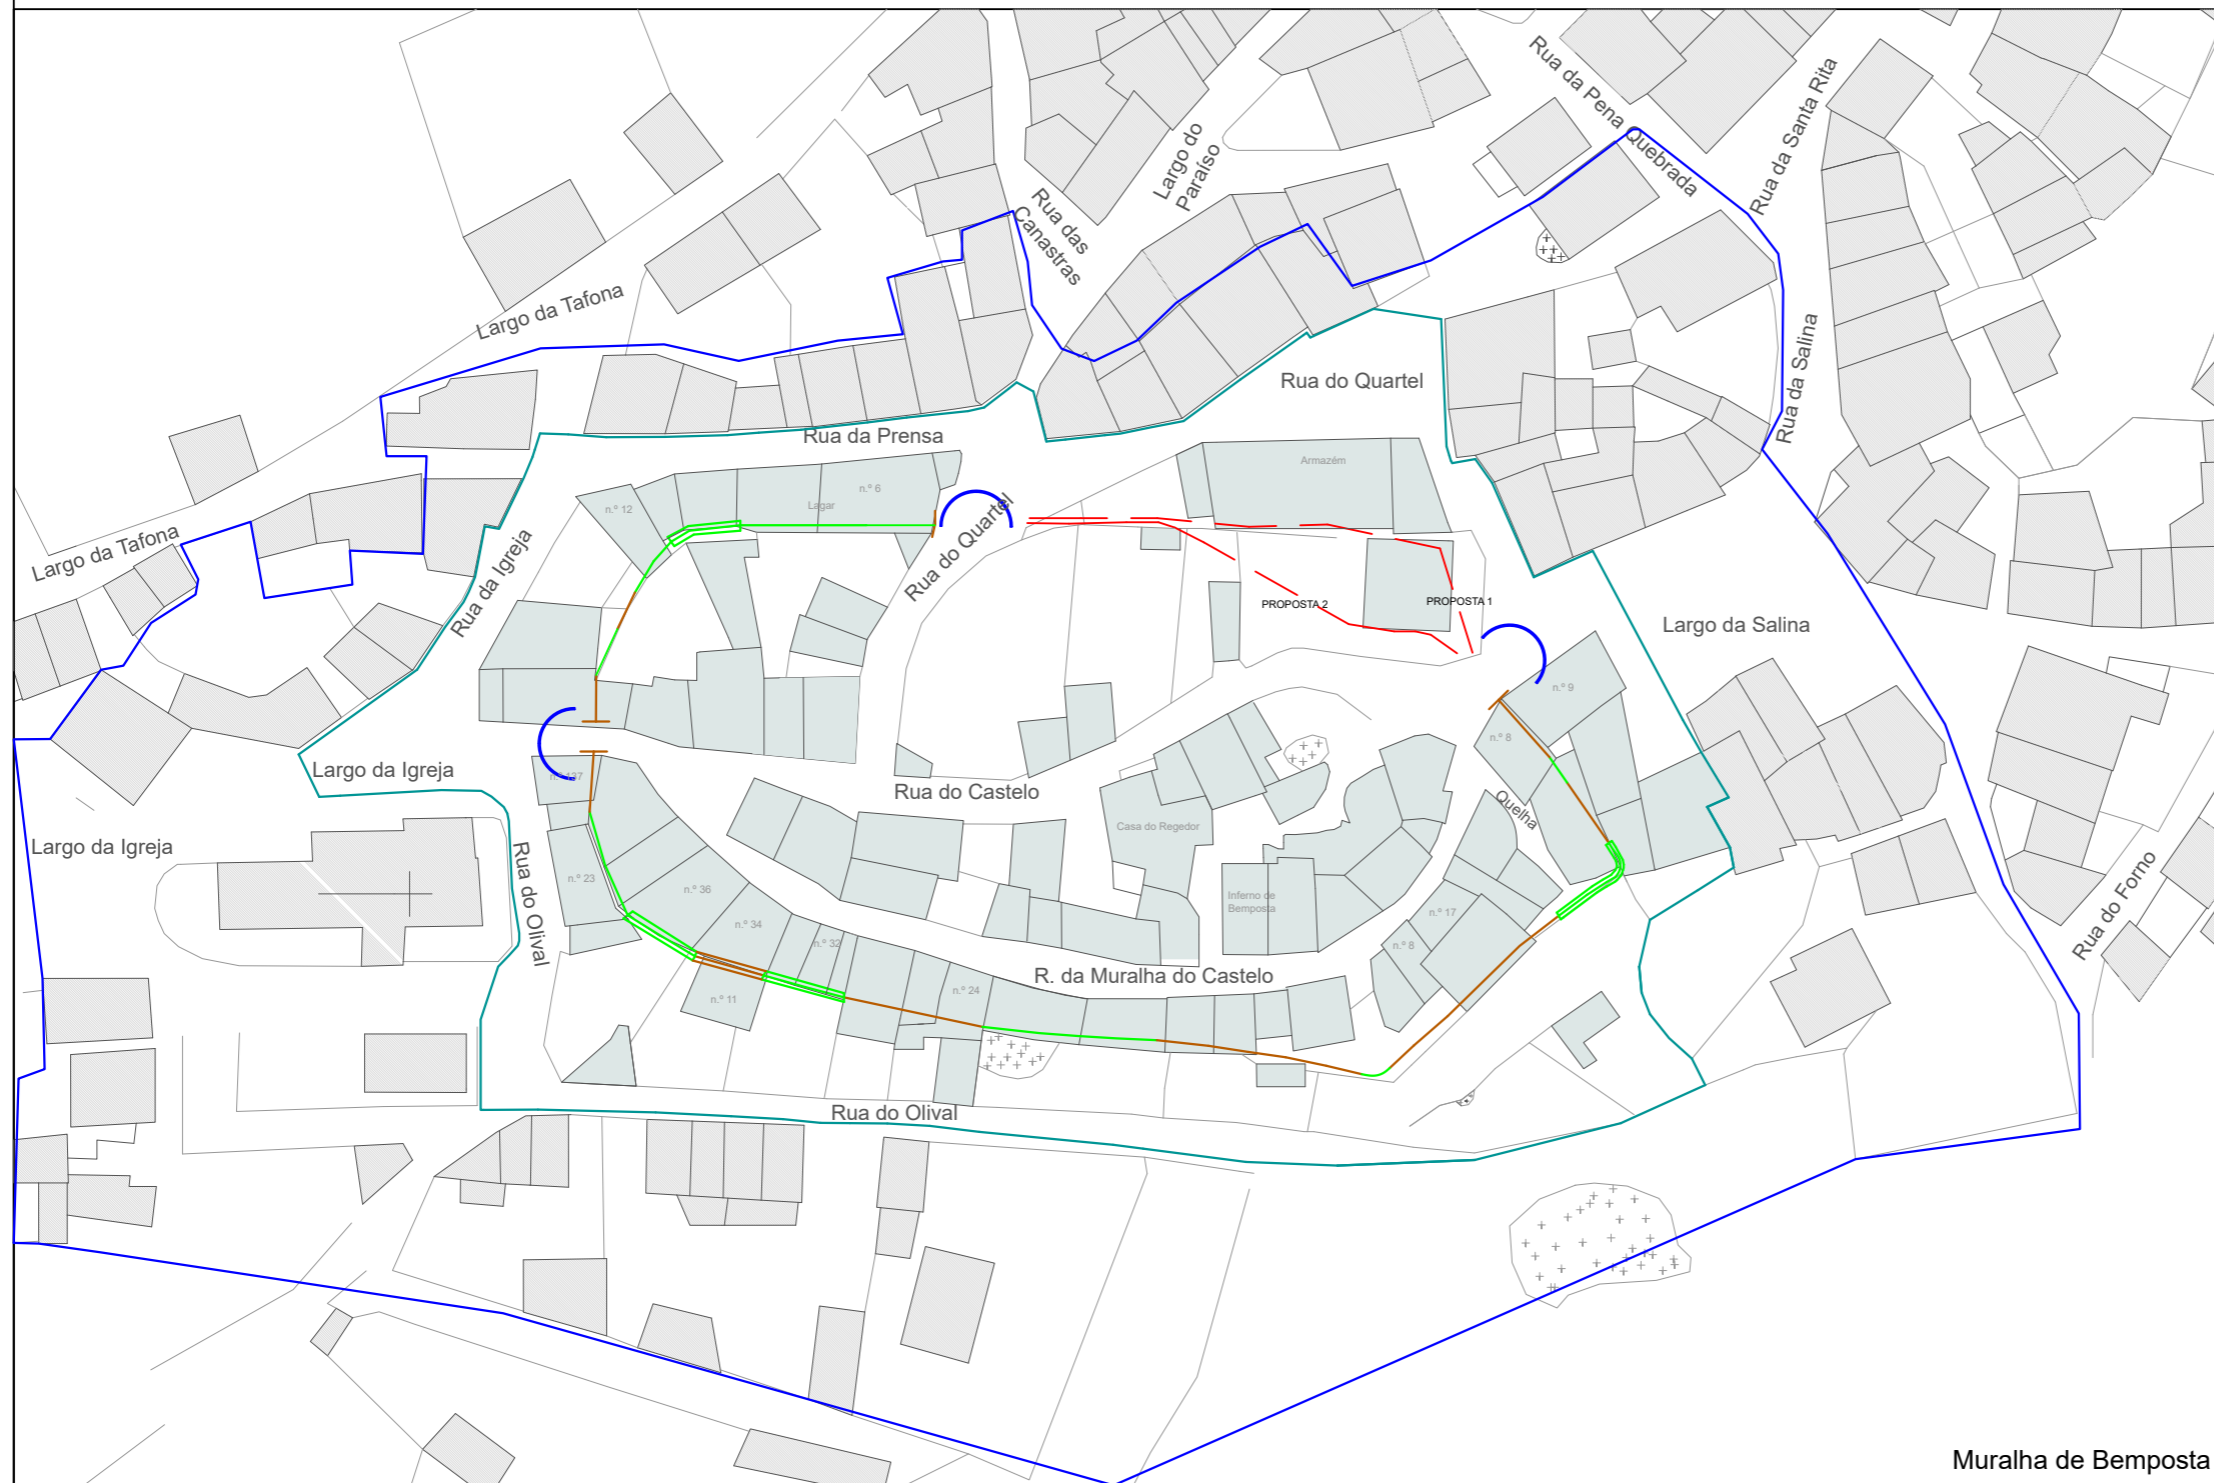 Rua da Pena Quebrada
Rua da Santa Rita
Largo do
Paraíso
Rua das
Canastras
Largo da Tafona
Rua da Salina
Rua do Quartel
Rua da Prensa
Armazém
n.º 6
Lagar
n.º 12
Rua do Quartel
Largo da Tafona
Rua da Igreja
PROPOSTA 2
PROPOSTA 1
Largo da Salina
n.º 9
n.º 8
Largo da Igreja
n.º 137
Rua do Castelo
Quelha
Casa do Regedor
Largo da Igreja
Rua do Olival
n.º 23
n.º 36
Inferno de
Bemposta
n.º 17
n.º 34
n.º 32
n.º 8
Rua do Forno
R. da Muralha do Castelo
n.º 24
n.º 11
Rua do Olival
Muralha de Bemposta